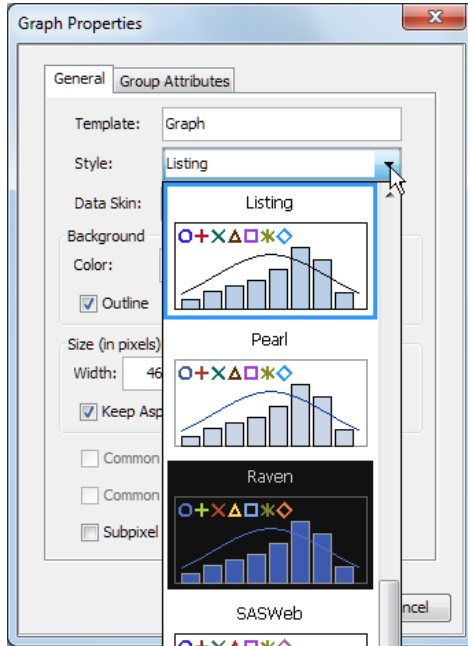 Graph Properties
General Group Attributes
Template: Graph
Style: Listing
Data Skin:
Listing
Background
Color:
Outline
Pearl
Size (in pixels)
Width: 46
Keep Asp
Common
Raven
Common
Subpixel
SASWeb
ncel